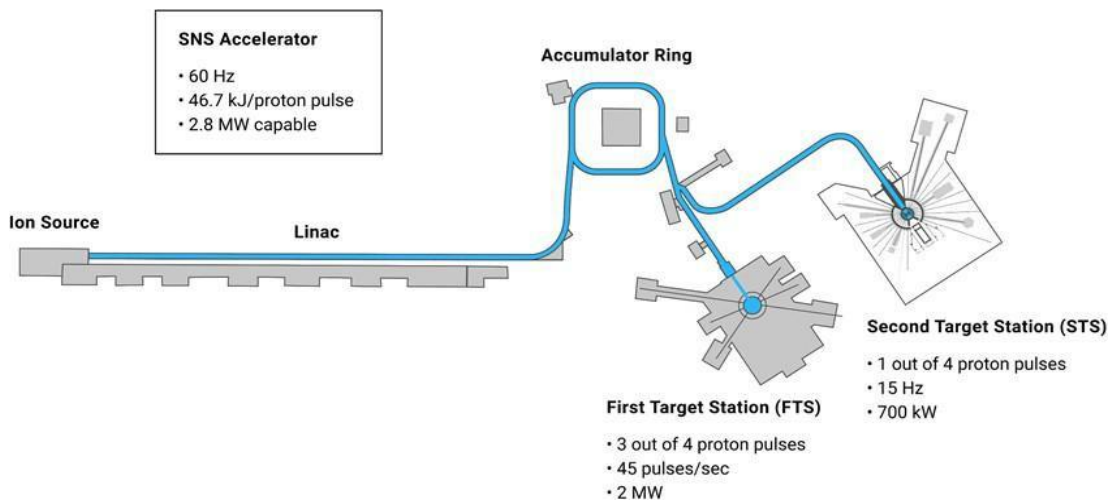 SNS Accelerator
• 60 Hz
• 46.7 kJ/proton pulse
• 2.8 MW capable
Accumulator Ring
Ion Source
Linac
Second Target Station (STS)
• 1 out of 4 proton pulses
• 15 Hz
• 700 kW
First Target Station (FTS)
• 3 out of 4 proton pulses
• 45 pulses/sec
• 2 MW